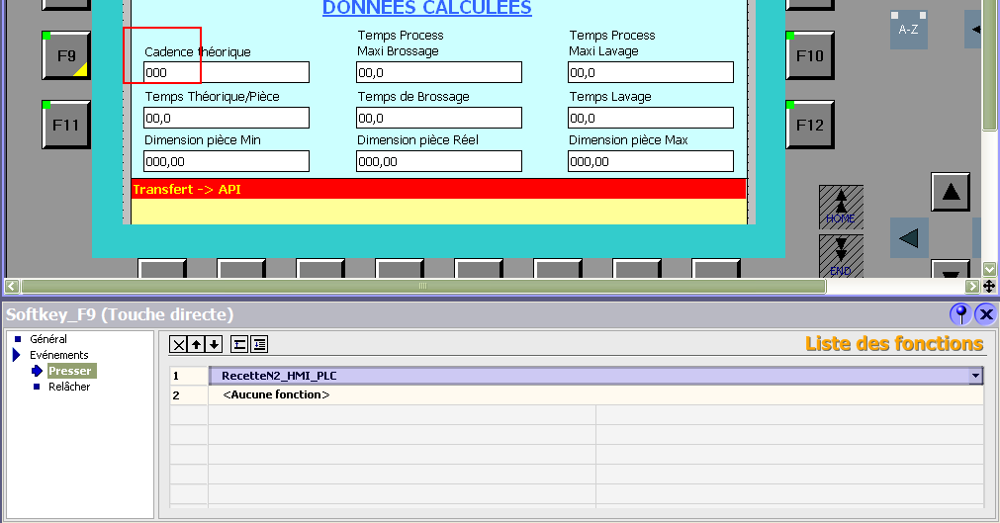 DONNÉES CALCULÉES
A-Z
F9
F10
Cadence théorique
Temps Process
Maxi Brossage
Temps Process
Maxi Lavage
000
00,0
00,0
F11
F12
Temps Théorique/Pièce
Temps de Brossage
Temps Lavage
00,0
00,0
00,0
Dimension pièce Min
Dimension pièce Réel
Dimension pièce Max
000,00
000,00
000,00
Transfert -> API
HOME
END
Softkey_F9 (Touche directe)
Général
Evénements
Presser
Relâcher
Liste des fonctions
1 RecetteN2_HMI_PLC
2 <Aucune fonction>